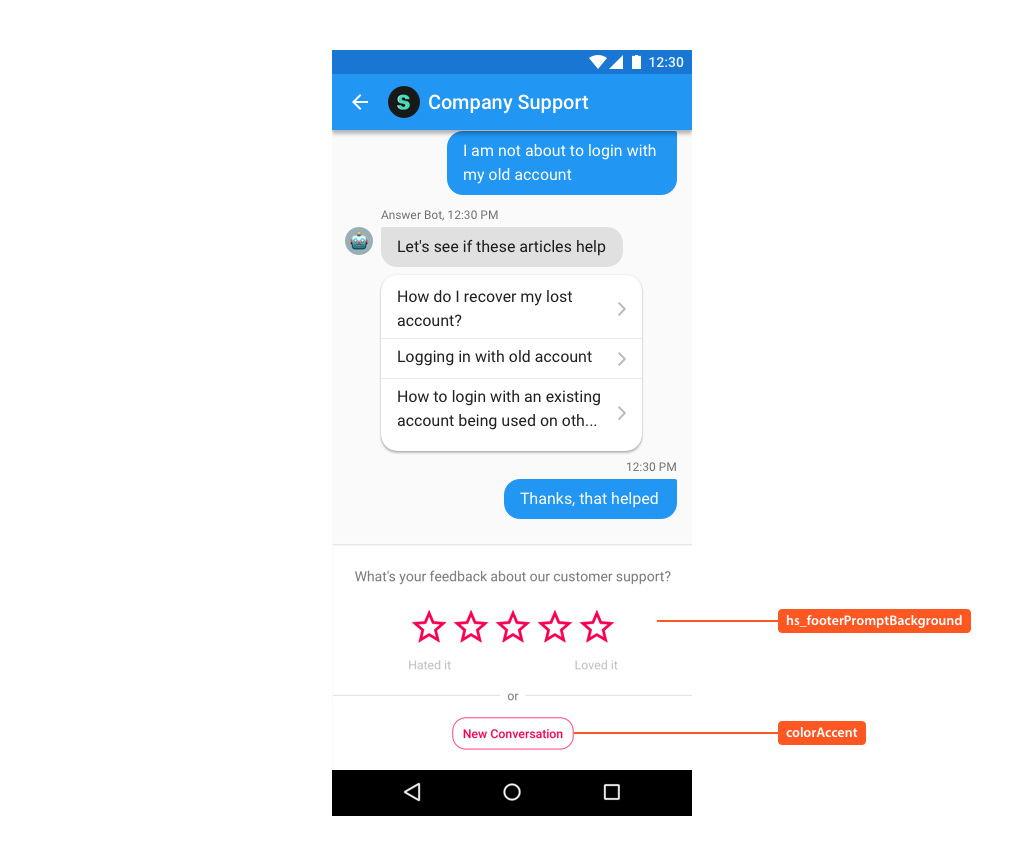 12:30
S Company Support
I am not about to login with
my old account
Answer Bot, 12:30 PM
Let's see if these articles help
How do I recover my lost
account?
Logging in with old account
How to login with an existing
account being used on oth...
12:30 PM
Thanks, that helped
What's your feedback about our customer support?
hs_footerPromptBackground
Hated it Loved it
or
New Conversation colorAccent